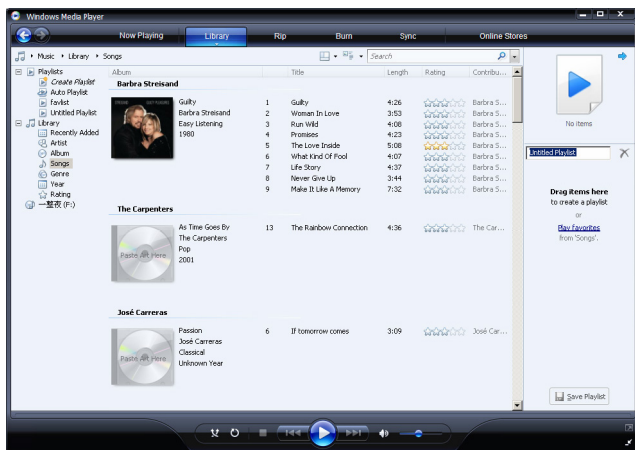 Windows Media Player
Now Playing Library Rip Burn Sync Online Stores
Music Library Songs
Search
Playlists
Create Playlist
Auto Playlist
favlist
Untitled Playlist
Library
Recently Added
Artist
Album
Songs
Genre
Year
Rating
一整夜 (F:)
Album Title Length Rating Contribu...
Barbra Streisand
Guilty
Barbra Streisand
Easy Listening
1980
1 Guilty 4:26 Barbra S...
2 Woman In Love 3:53 Barbra S...
3 Run Wild 4:08 Barbra S...
4 Promises 4:23 Barbra S...
5 The Love Inside 5:08 Barbra S...
6 What Kind Of Fool 4:07 Barbra S...
7 Life Story 4:37 Barbra S...
8 Never Give Up 3:44 Barbra S...
9 Make It Like A Memory 7:32 Barbra S...
The Carpenters
Paste Art Here
As Time Goes By
The Carpenters
Pop
2001
13 The Rainbow Connection 4:36 The Car...
José Carreras
Paste Art Here
Passion
José Carreras
Classical
Unknown Year
6 If tomorrow comes 3:09 José Car...
No items
Untitled Playlist
Drag items here
to create a playlist
or
Play favorites
from 'Songs'.
Save Playlist